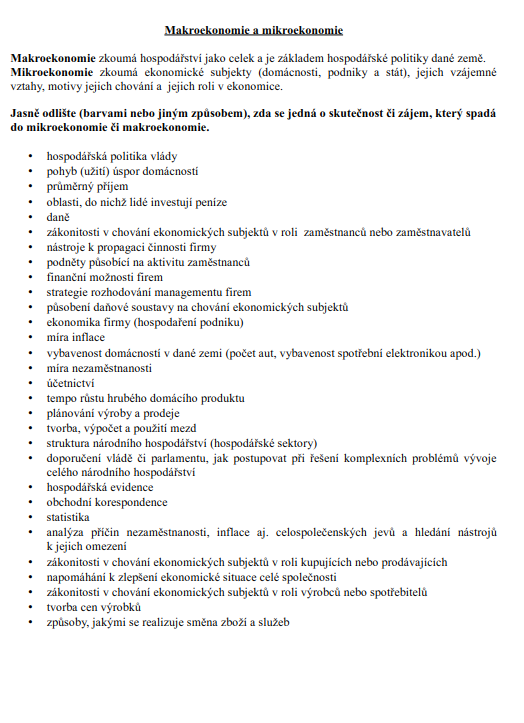 Makroekonomie a mikroekonomie
Makroekonomie zkoumá hospodářství jako celek a je základem hospodářské politiky dané země.
Mikroekonomie zkoumá ekonomické subjekty (domácnosti, podniky a stát), jejich vzájemné
vztahy, motivy jejich chování a jejich roli v ekonomice.
Jasně odlište (barvami nebo jiným způsobem), zda se jedná o skutečnost či zájem, který spadá
do mikroekonomie či makroekonomie.
• hospodářská politika vlády
• pohyb (užití) úspor domácností
• průměrný příjem
• oblasti, do nichž lidé investují peníze
• daně
• zákonitosti v chování ekonomických subjektů v roli zaměstnanců nebo zaměstnavatelů
• nástroje k propagaci činnosti firmy
• podněty působící na aktivitu zaměstnanců
• finanční možnosti firem
• strategie rozhodování managementu firem
• působení daňové soustavy na chování ekonomických subjektů
• ekonomika firmy (hospodaření podniku)
• míra inflace
• vybavenost domácností v dané zemi (počet aut, vybavenost spotřební elektronikou apod.)
• míra nezaměstnanosti
• účetnictví
• tempo růstu hrubého domácího produktu
• plánování výroby a prodeje
• tvorba, výpočet a použití mezd
• struktura národního hospodářství (hospodářské sektory)
• doporučení vládě či parlamentu, jak postupovat při řešení komplexních problémů vývoje
celého národního hospodářství
• hospodářská evidence
• obchodní korespondence
• statistika
• analýza příčin nezaměstnanosti, inflace aj. celospolečenských jevů a hledání nástrojů
k jejich omezení
• zákonitosti v chování ekonomických subjektů v roli kupujících nebo prodávajících
• napomáhání k zlepšení ekonomické situace celé společnosti
• zákonitosti v chování ekonomických subjektů v roli výrobců nebo spotřebitelů
• tvorba cen výrobků
• způsoby, jakými se realizuje směna zboží a služeb